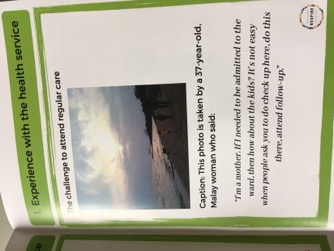 1. Experience with the health service
The challenge to attend regular care
Caption: This photo is taken by a 37-year-old,
Malay woman who said:
"I'm a mother. If I needed to be admitted to the
ward, then how about the kids? It's not easy
when people ask you to do check up here, do this
there, attend follow-up."